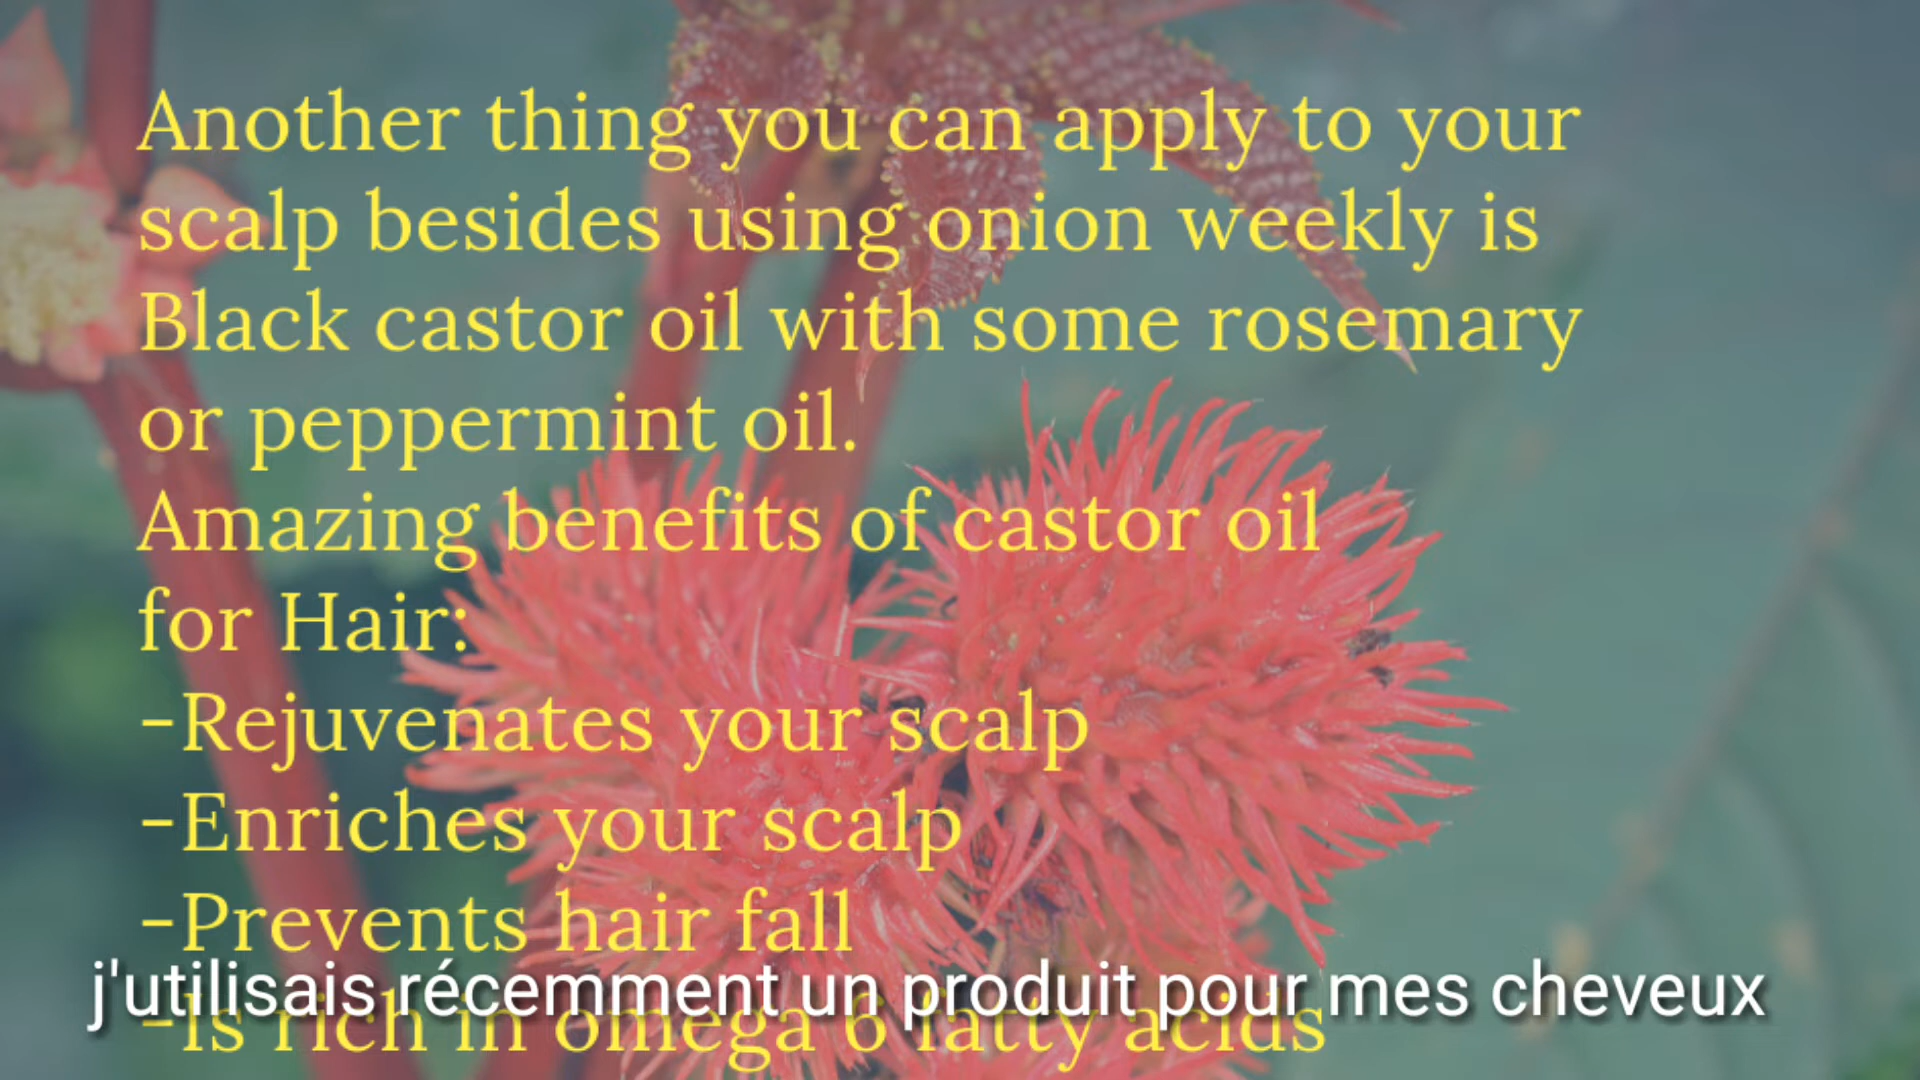 Another thing you can apply to your
scalp besides using onion weekly is
Black castor oil with some rosemary
or peppermint oil.
Amazing benefits of castor oil
for Hair:
-Rejuvenates your scalp
-Enriches your scalp
-Prevents hair fall
j'utilisais récemment un produit pour mes cheveux
-Is rich in omega 6 fatty acids